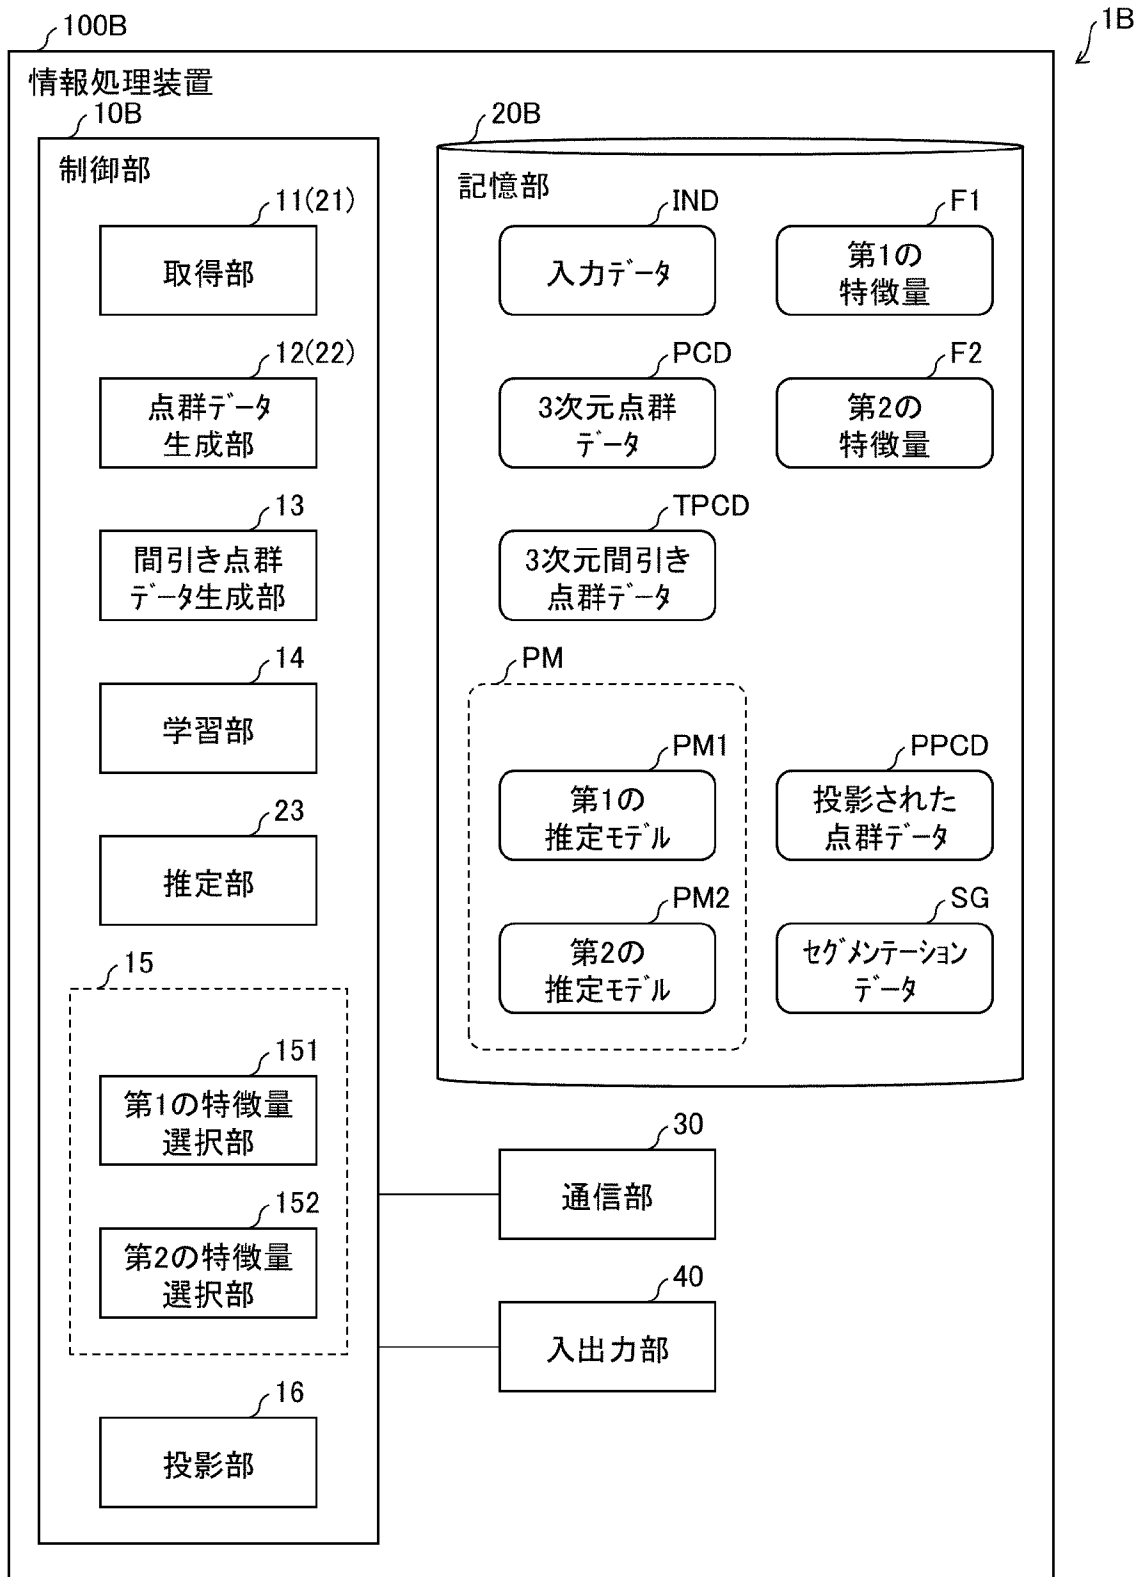 1B
100B
情報処理装置
10B
制御部
11(21)
取得部
12(22)
点群データ
生成部
13
間引き点群
データ生成部
14
学習部
23
推定部
15
151
第1の特徴量
選択部
152
第2の特徴量
選択部
16
投影部
20B
記憶部
IND
入力データ
F1
第1の
特徴量
PCD
3次元点群
データ
F2
第2の
特徴量
TPCD
3次元間引き
点群データ
PM
PM1
第1の
推定モデル
PPCD
投影された
点群データ
PM2
第2の
推定モデル
SG
セグメンテーション
データ
30
通信部
40
入出力部